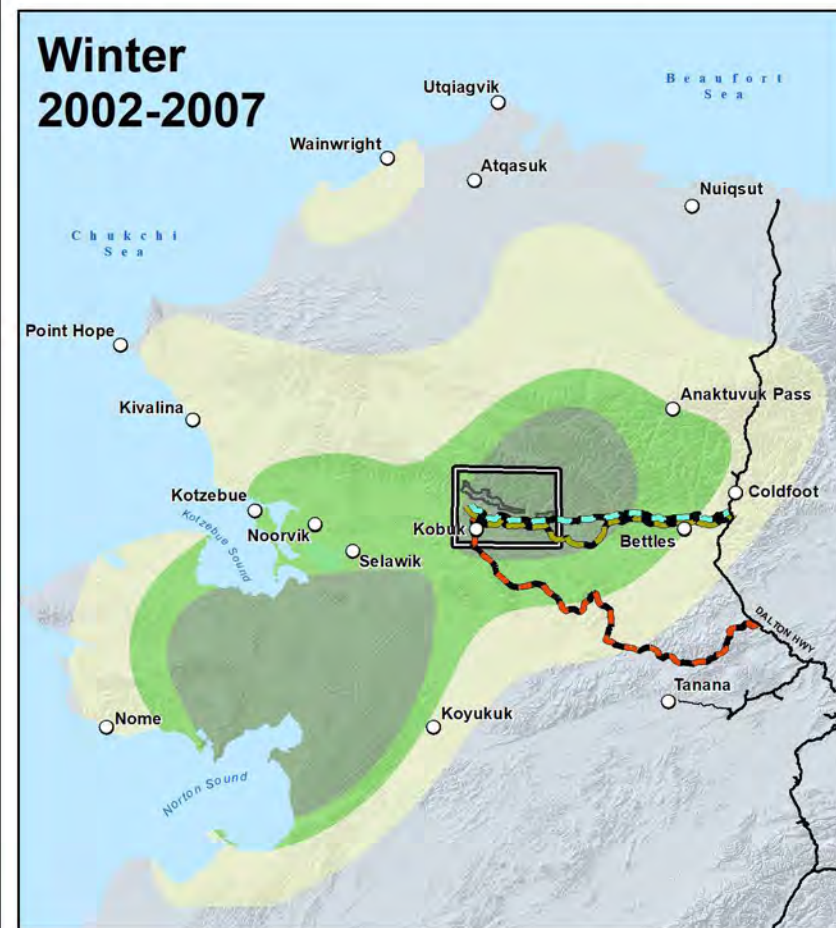 Winter
2002-2007
Utqiagvik
Beaufort
Sea
Wainwright
Atqasuk
Nuiqsut
Chukchi
Sea
Point Hope
Anaktuvuk Pass
Kivalina
Kotzebue
Coldfoot
Kotzebue Sound
Noorvik
Kobuk
Bettles
Selawik
DALTON HWY
Tanana
Nome
Koyukuk
Norton Sound